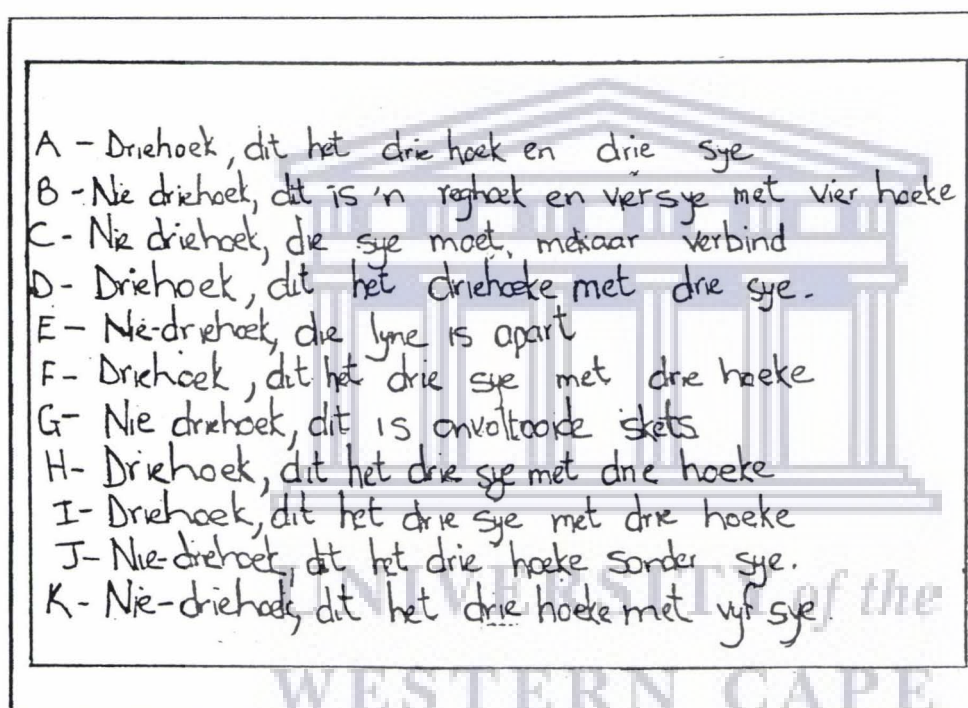 A - Driehoek, dit het drie hoek en drie sye
B - Nie driehoek, dit is 'n reghoek en viersye met vier hoeke
C - Nie driehoek, die sye moet mekaar verbind
D - Driehoek, dit het driehoeke met drie sye.
E - Nie-driehoek, die lyne is apart
F - Driehoek, dit het drie sye met drie hoeke
G - Nie driehoek, dit is onvoltooide skets
H - Driehoek, dit het drie sye met drie hoeke
I - Driehoek, dit het drie sye met drie hoeke
J - Nie-driehoek, dit het drie hoeke sonder sye.
K - Nie-driehoek, dit het drie hoeke met vyf sye.
UNIVERSITY of the
WESTERN CAPE